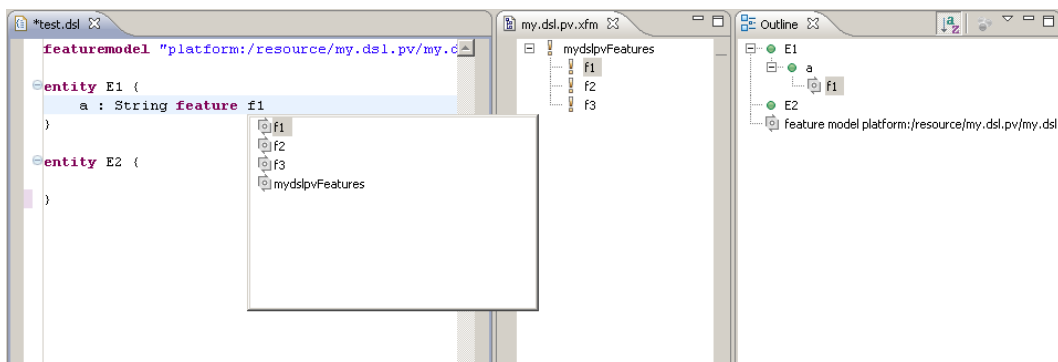 *test.dsl
featuremodel "platform:/resource/my.dsl.pv/my.d
entity E1 {
a : String feature f1
}
entity E2 {
}
f1
f2
f3
mydslpvFeatures
my.dsl.pv.xfm
mydslpvFeatures
f1
f2
f3
Outline
E1
a
f1
E2
feature model platform:/resource/my.dsl.pv/my.dsl